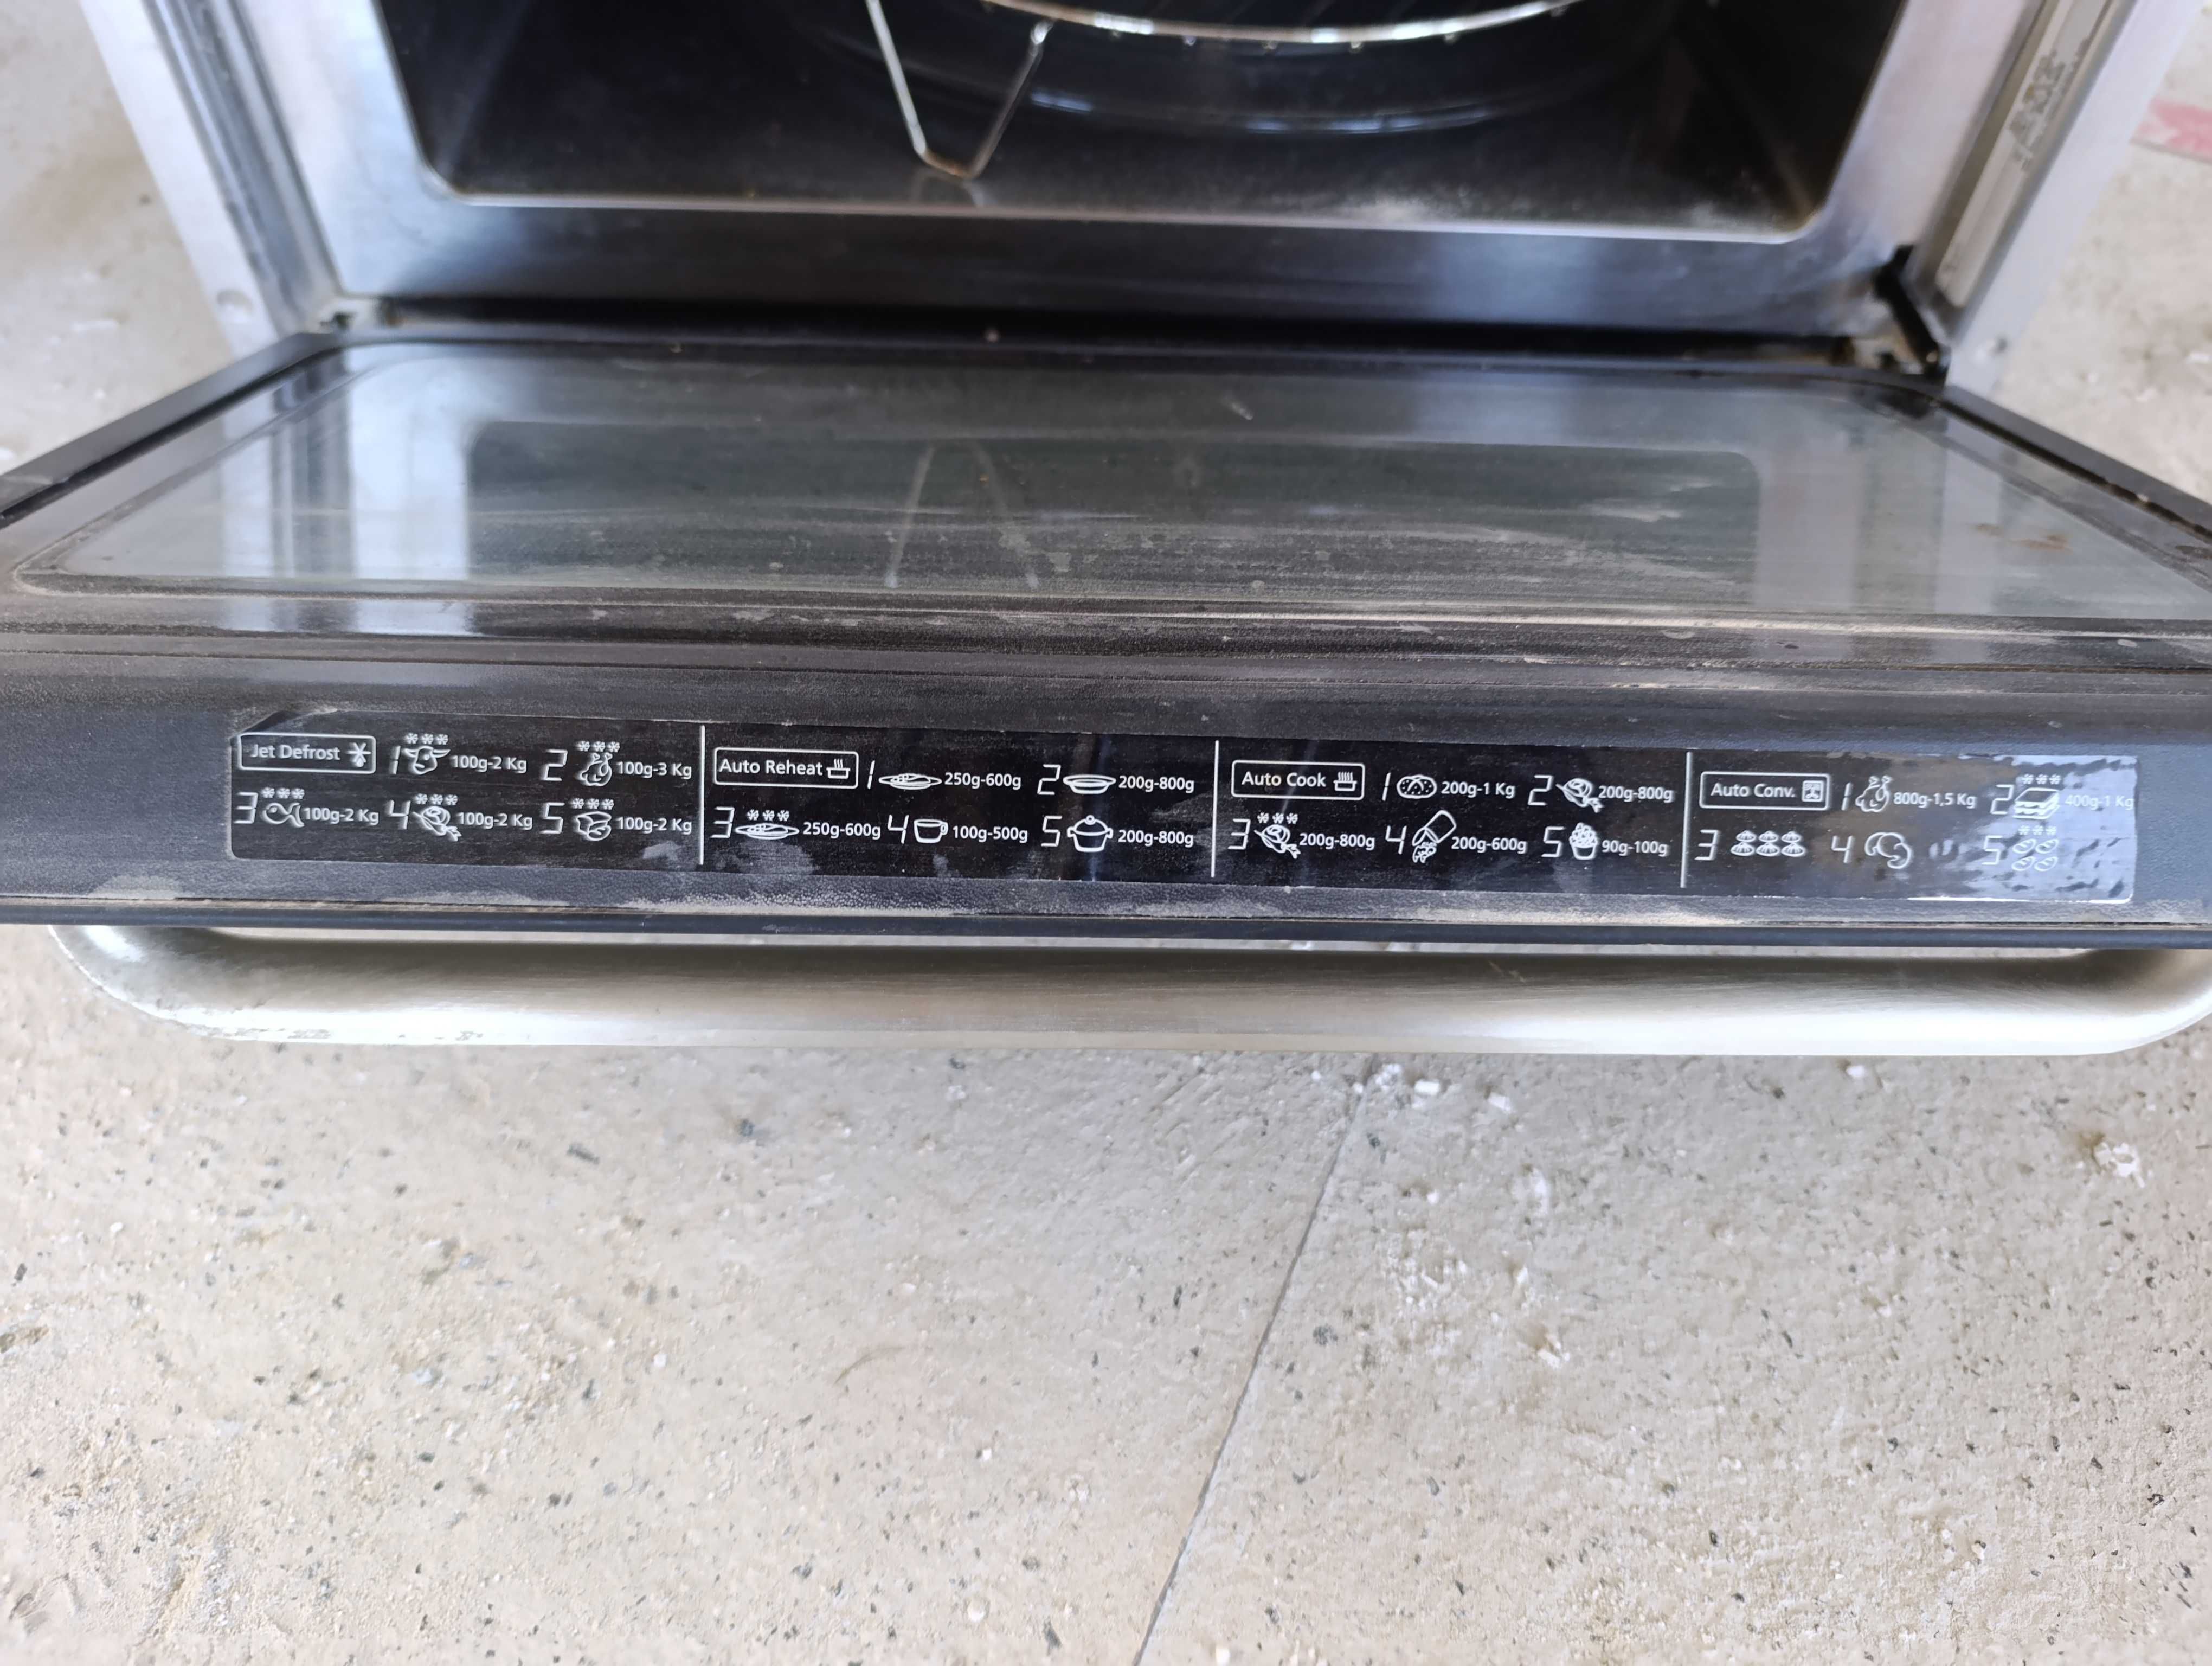 Jet Defrost 1 100g-2 Kg 2 100g-3 Kg
3 100g-2 Kg 4 100g-2 Kg 5 100g-2 Kg
Auto Reheat 1 250g-600g 2 200g-800g
3 250g-600g 4 100g-500g 5 200g-800g
Auto Cook 1 200g-1 Kg 2 200g-800g
3 200g-800g 4 200g-600g 5 90g-100g
Auto Conv. 1 800g-1,5 Kg 2 400g-1 Kg
3 4 5